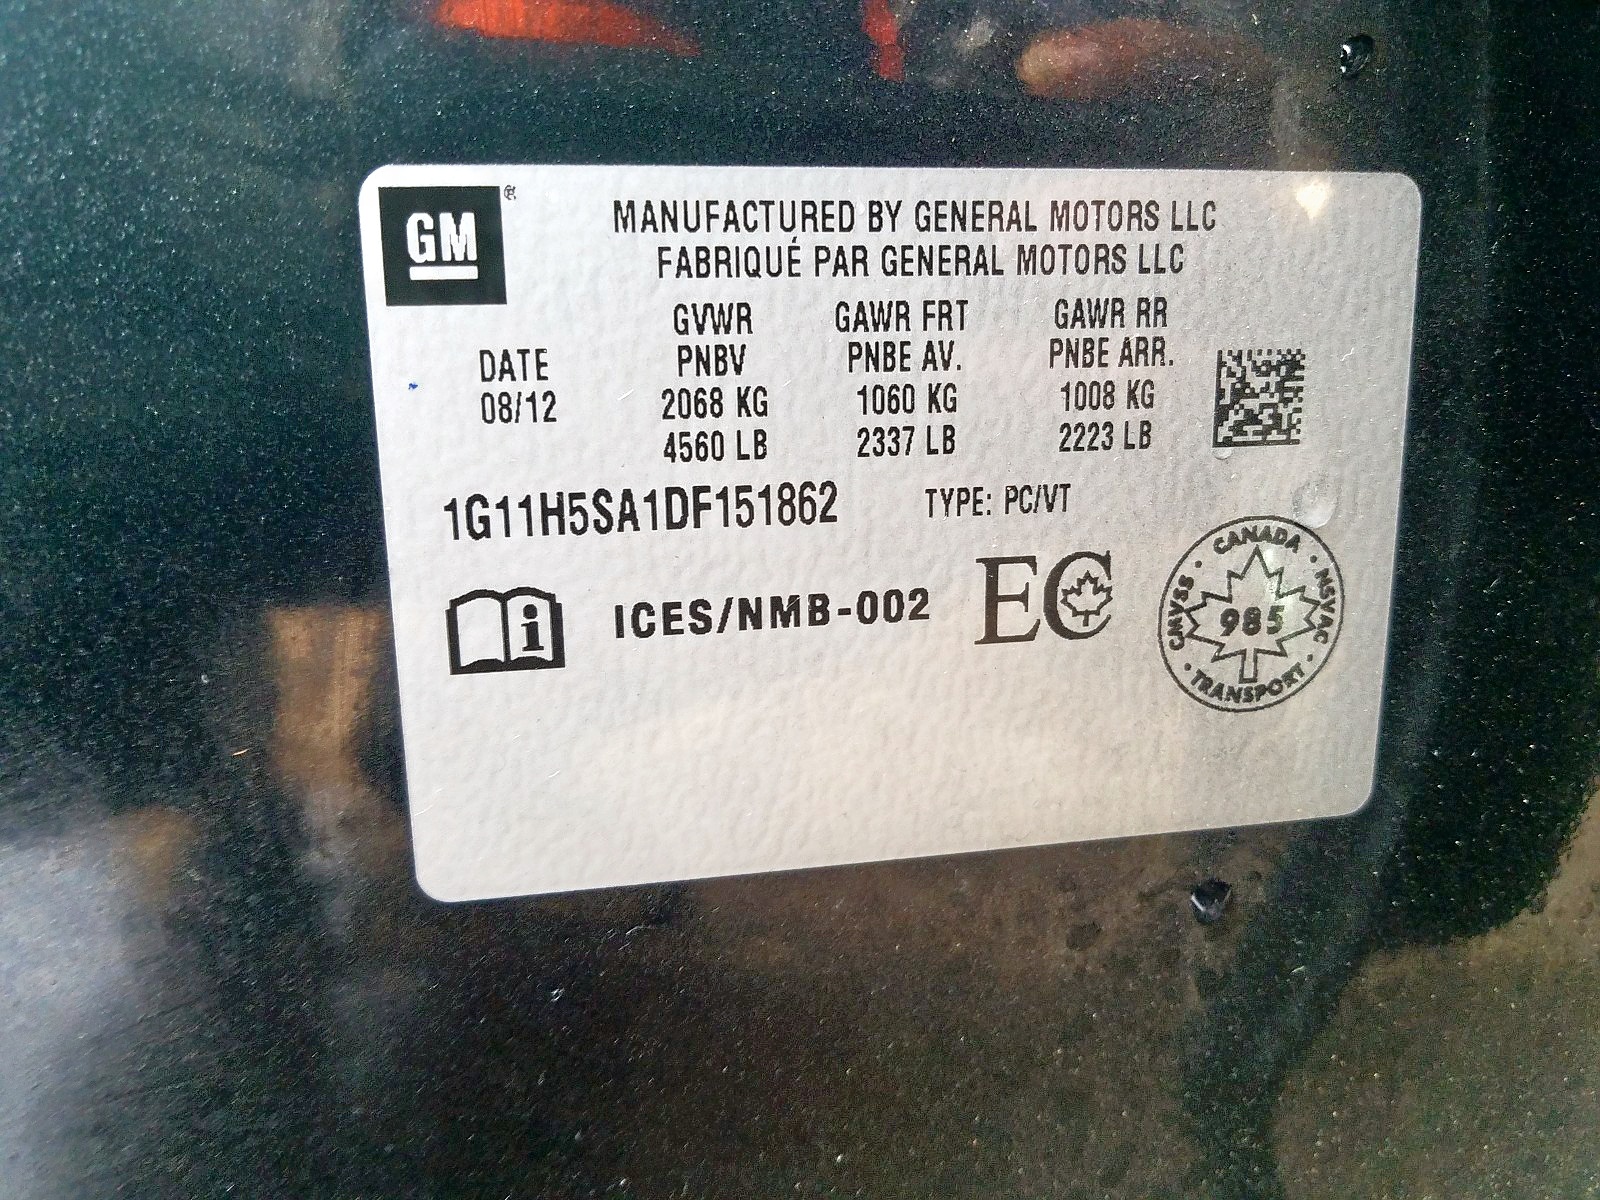 GM®
MANUFACTURED BY GENERAL MOTORS LLC
FABRIQUÉ PAR GENERAL MOTORS LLC
DATE
08/12
GVWR
PNBV
2068 KG
4560 LB
GAWR FRT
PNBE AV.
1060 KG
2337 LB
GAWR RR
PNBE ARR.
1008 KG
2223 LB
1G11H5SA1DF151862 TYPE: PC/VT
i ICES/NMB-002 EC
CANADA · NSVAC · TRANSPORT · CMVSS ·
985